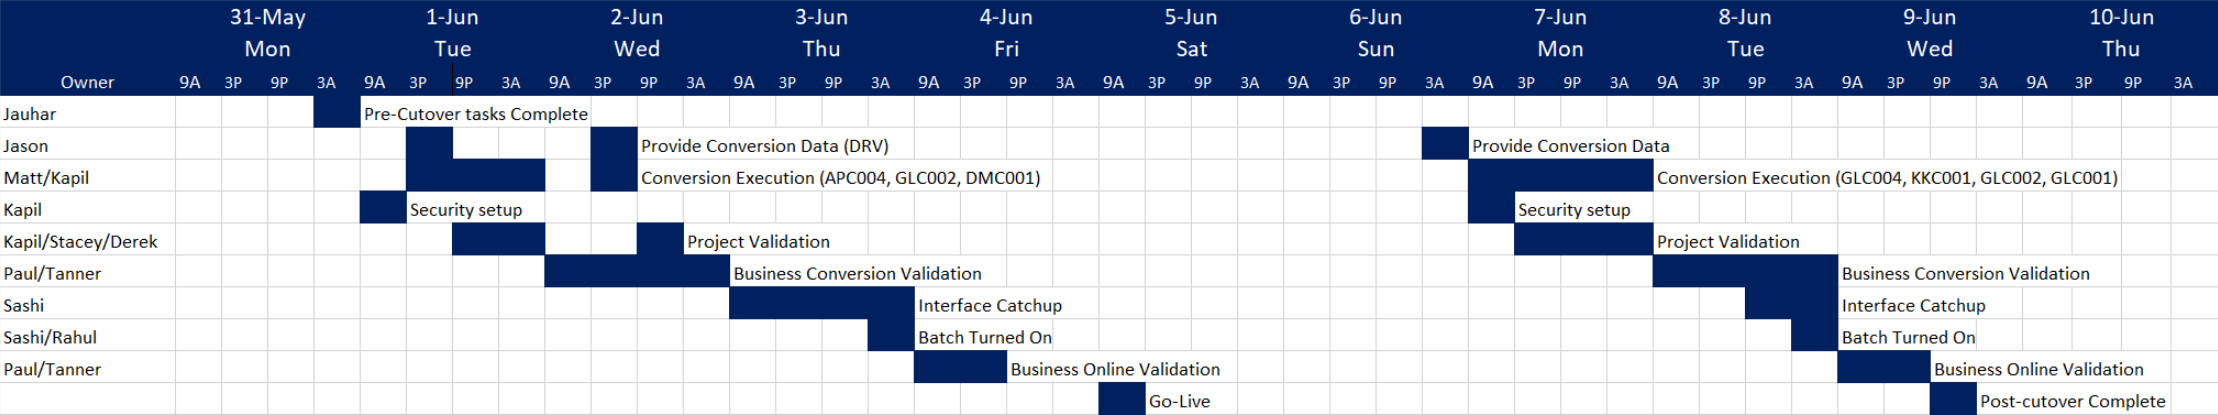 31-May 1-Jun 2-Jun 3-Jun 4-Jun 5-Jun 6-Jun 7-Jun 8-Jun 9-Jun 10-Jun
Mon Tue Wed Thu Fri Sat Sun Mon Tue Wed Thu
Owner 9A 3P 9P 3A 9A 3P 9P 3A 9A 3P 9P 3A 9A 3P 9P 3A 9A 3P 9P 3A 9A 3P 9P 3A 9A 3P 9P 3A 9A 3P 9P 3A 9A 3P 9P 3A 9A 3P 9P 3A 9A 3P 9P 3A
Jauhar Pre-Cutover tasks Complete
Jason Provide Conversion Data (DRV) Provide Conversion Data
Matt/Kapil Conversion Execution (APC004, GLC002, DMC001) Conversion Execution (GLC004, KKC001, GLC002, GLC001)
Kapil Security setup Security setup
Kapil/Stacey/Derek Project Validation Project Validation
Paul/Tanner Business Conversion Validation Business Conversion Validation
Sashi Interface Catchup Interface Catchup
Sashi/Rahul Batch Turned On Batch Turned On
Paul/Tanner Business Online Validation Business Online Validation
Go-Live Post-cutover Complete